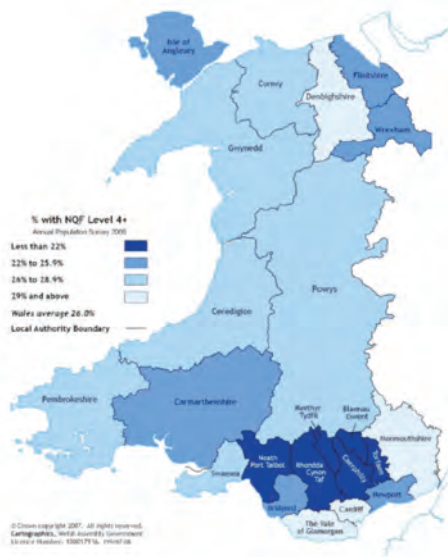 Isle of
Anglesey
Conwy
Denbighshire
Flintshire
Wrexham
Gwynedd
% with NQF Level 4+
Annual Population Survey
Less than 22%
22% to 25.9%
26% to 28.9%
29% and above
Wales average 26.0%
Local Authority Boundary
Powys
Ceredigion
Pembrokeshire
Carmarthenshire
Merthyr
Tydfil
Blaenau
Gwent
Monmouthshire
Neath
Port Talbot
Rhondda
Cynon
Taf
Caerphilly
Torfaen
Swansea
Bridgend
Newport
Cardiff
The Vale of
Glamorgan
© Crown copyright 2007. All rights reserved.
Cartographics, Welsh Assembly Government
Licence Number: 100017916.